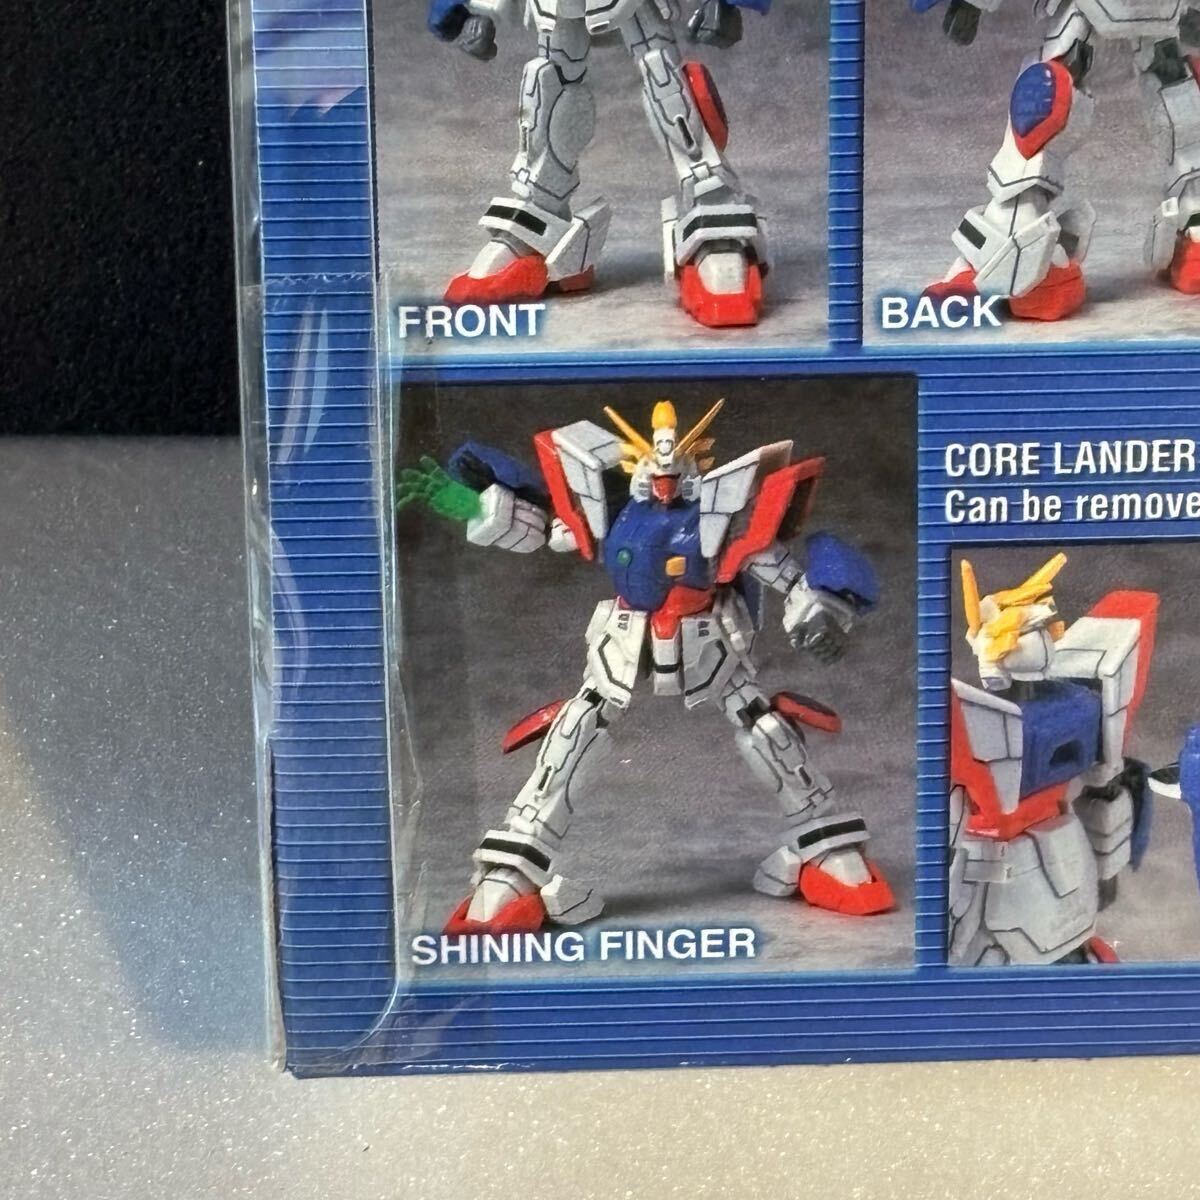 FRONT
BACK
CORE LANDER
Can be remove
SHINING FINGER